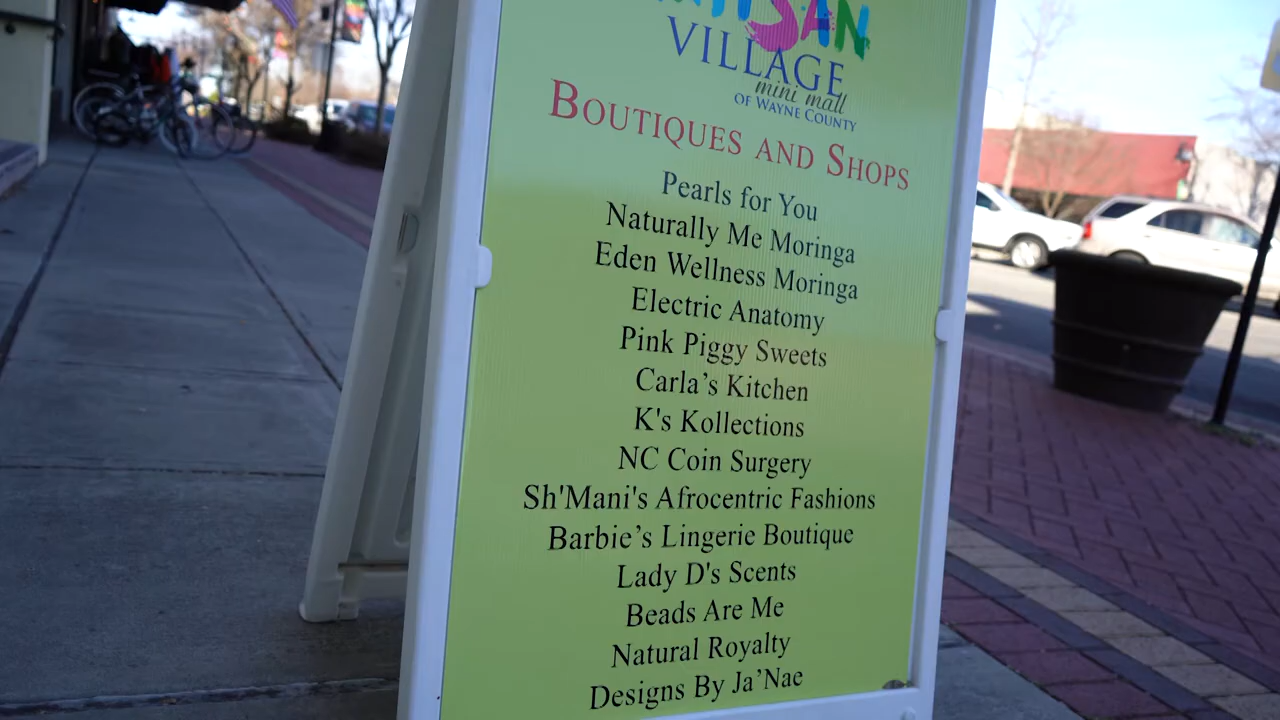 VILLAGE
mini mall
OF WAYNE COUNTY
BOUTIQUES AND SHOPS
Pearls for You
Naturally Me Moringa
Eden Wellness Moringa
Electric Anatomy
Pink Piggy Sweets
Carla’s Kitchen
K's Kollections
NC Coin Surgery
Sh'Mani's Afrocentric Fashions
Barbie’s Lingerie Boutique
Lady D's Scents
Beads Are Me
Natural Royalty
Designs By Ja’Nae